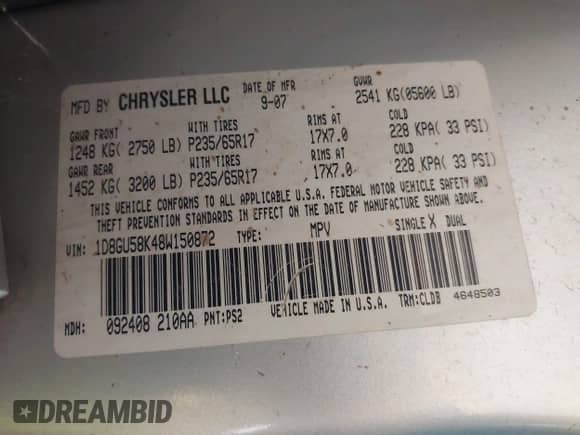 MFD BY CHRYSLER LLC DATE OF MFR 9-07 GVWR 2541 KG(05600 LB)
GAWR FRONT WITH TIRES RIMS AT COLD
1248 KG( 2750 LB) P235/65R17 17X7.0 228 KPA( 33 PSI)
GAWR REAR WITH TIRES RIMS AT COLD
1452 KG( 3200 LB) P235/65R17 17X7.0 228 KPA( 33 PSI)
THIS VEHICLE CONFORMS TO ALL APPLICABLE U.S.A. FEDERAL MOTOR VEHICLE SAFETY AND
THEFT PREVENTION STANDARDS IN EFFECT ON THE DATE OF MANUFACTURE SHOWN ABOVE.
VIN: 1D8GU58K48W150872 TYPE: MPV SINGLE X DUAL
MDH: 092408 210AA PNT:PS2 VEHICLE MADE IN U.S.A. TRM:CLDB 4648503
DREAMBID